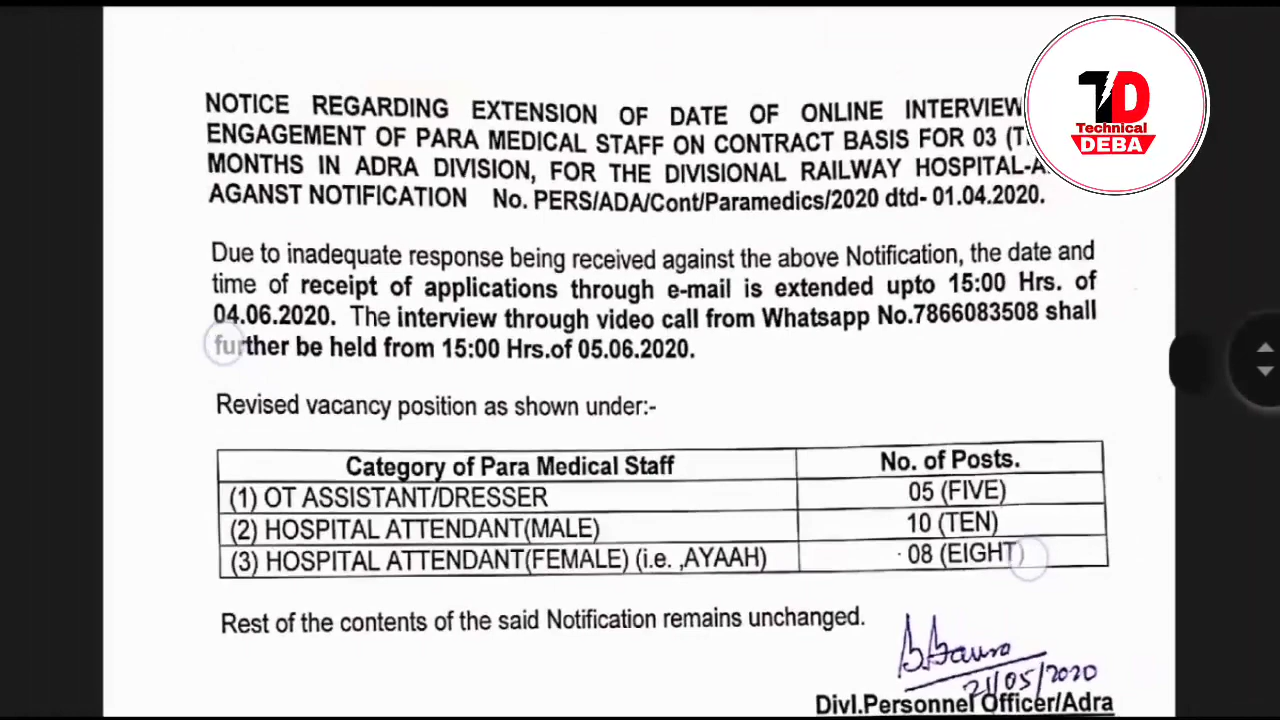 NOTICE REGARDING EXTENSION OF DATE OF ONLINE INTERVIEW
ENGAGEMENT OF PARA MEDICAL STAFF ON CONTRACT BASIS FOR 03
MONTHS IN ADRA DIVISION, FOR THE DIVISIONAL RAILWAY HOSPITAL-A
AGANST NOTIFICATION No. PERS/ADA/Cont/Paramedics/2020 dtd- 01.04.2020.
TD
Technical
DEBA
Due to inadequate response being received against the above Notification, the date and
time of receipt of applications through e-mail is extended upto 15:00 Hrs. of
04.06.2020. The interview through video call from Whatsapp No.7866083508 shall
further be held from 15:00 Hrs.of 05.06.2020.
Revised vacancy position as shown under:-
Category of Para Medical Staff No. of Posts.
(1) OT ASSISTANT/DRESSER 05 (FIVE)
(2) HOSPITAL ATTENDANT(MALE) 10 (TEN)
(3) HOSPITAL ATTENDANT(FEMALE) (i.e. ,AYAAH) 08 (EIGHT)
Rest of the contents of the said Notification remains unchanged.
21/05/2020
Divl.Personnel Officer/Adra